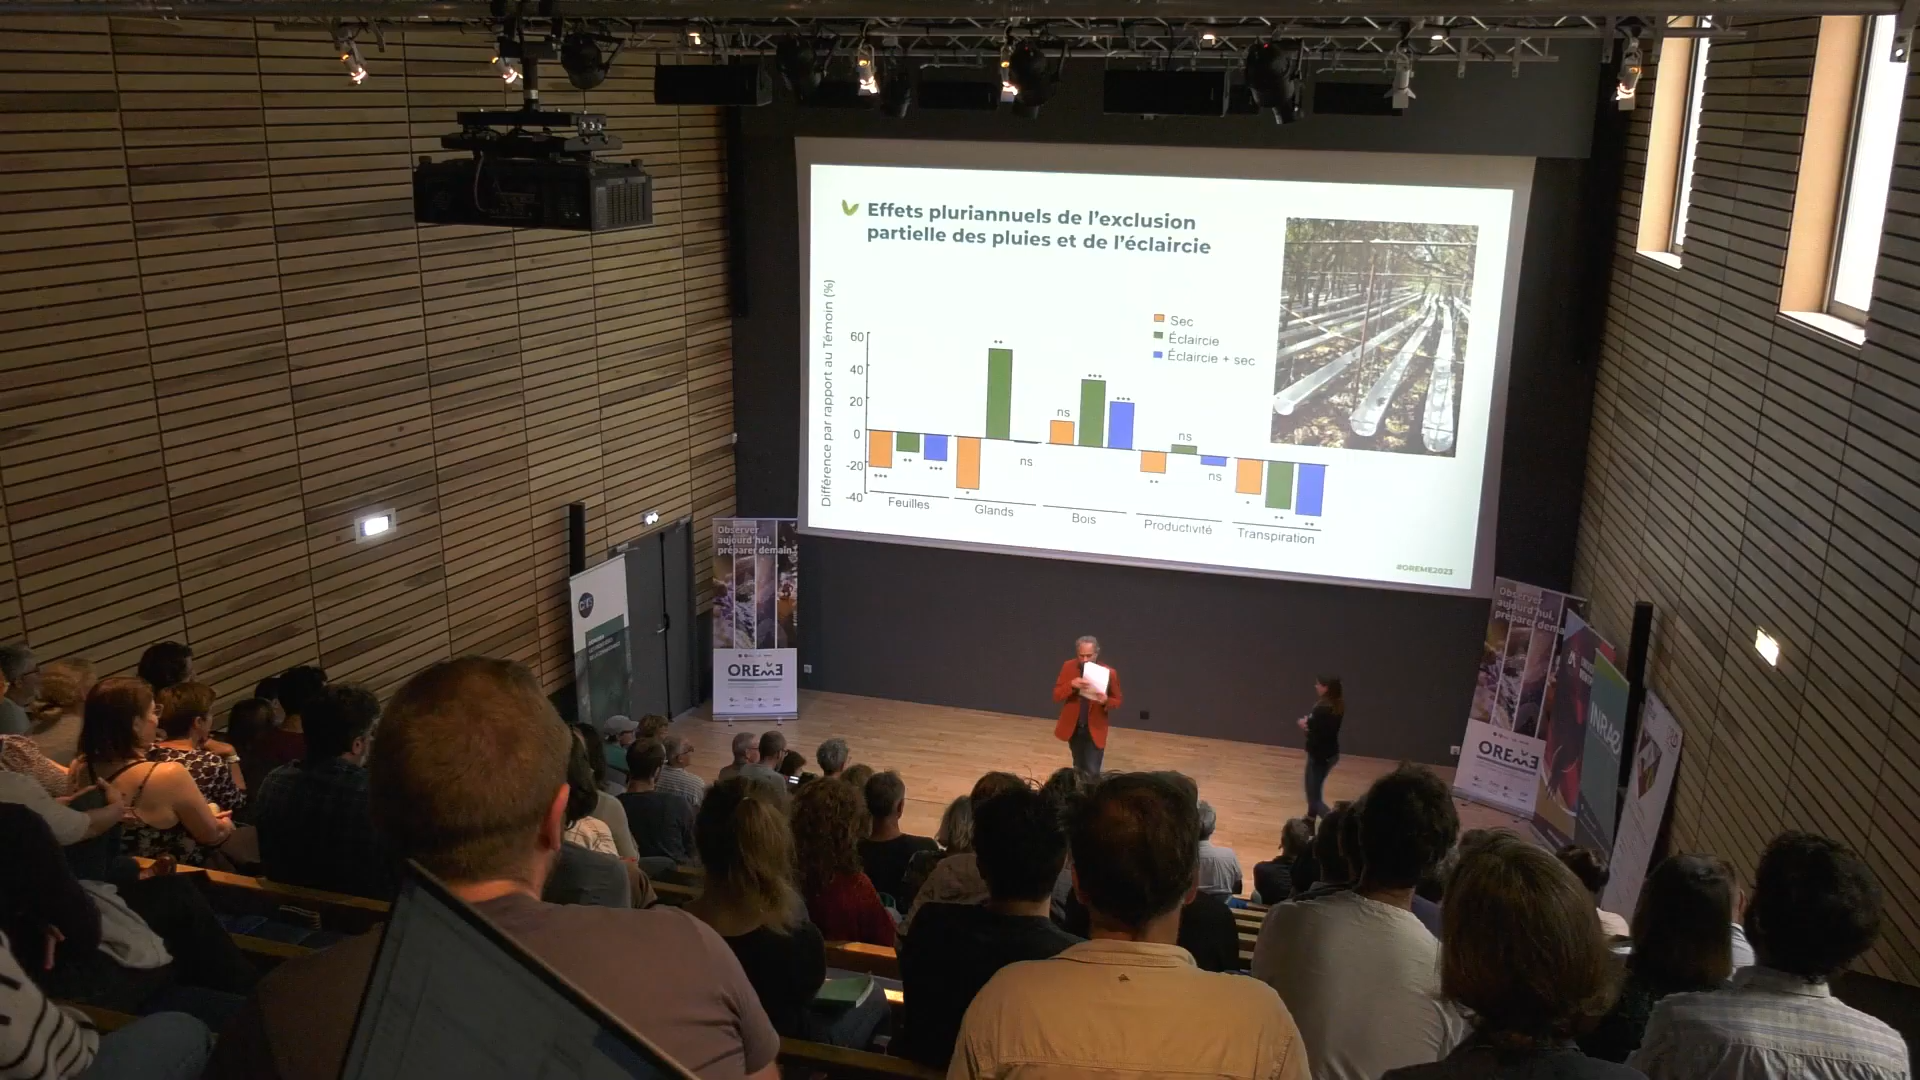 Effets pluriannuels de l'exclusion
partielle des pluies et de l'éclaircie
Différence par rapport au Témoin (%)
60
40
20
0
-20
-40
Sec
Éclaircie
Éclaircie + sec
**
***
ns
***
ns
***
**
***
*
ns
**
ns
*
**
**
Feuilles
Glands
Bois
Productivité
Transpiration
#OREME2023
Observer
aujourd'hui,
préparer demain
OREME
cnrs
Observer
aujourd'hui,
préparer dema
OREME
INRAE